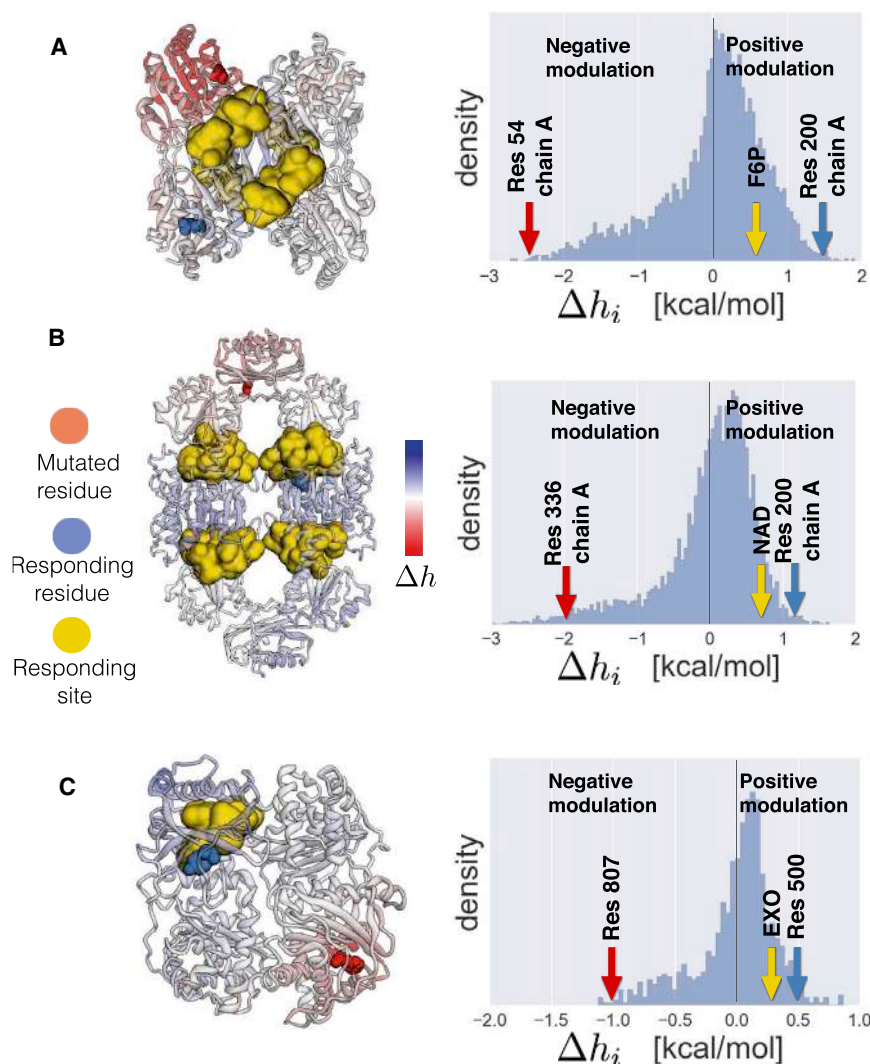 A
Negative
modulation
Positive
modulation
density
Res 54
chain A
F6P
Res 200
chain A
−3 −2 −1 0 1 2
Δhᵢ [kcal/mol]
B
Mutated
residue
Responding
residue
Responding
site
Δh
Negative
modulation
Positive
modulation
density
Res 336
chain A
NAD
Res 200
chain A
−3 −2 −1 0 1 2
Δhᵢ [kcal/mol]
C
Negative
modulation
Positive
modulation
density
Res 807
EXO
Res 500
−2.0 −1.5 −1.0 −0.5 0.0 0.5 1.0
Δhᵢ [kcal/mol]